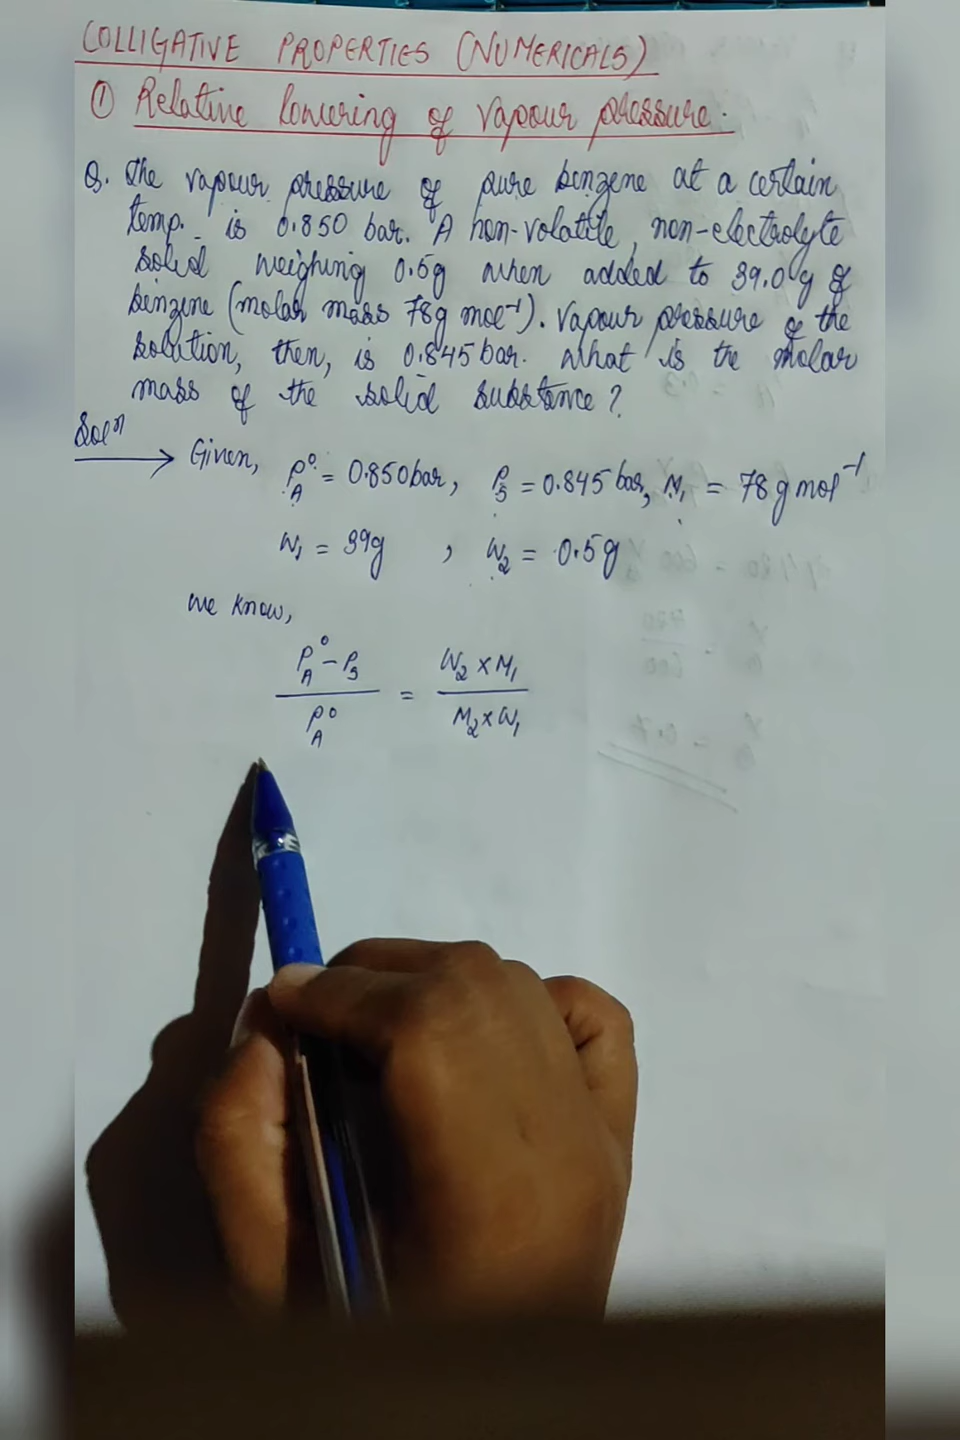 COLLIGATIVE PROPERTIES (NUMERICALS)
① Relative lowering of vapour pressure.
Q. The vapour pressure of pure benzene at a certain
temp. is 0.850 bar. A non-volatile, non-electrolyte
solid weighing 0.5g when added to 39.0g of
benzene (molar mass 78g mol⁻¹). Vapour pressure of the
solution, then, is 0.845 bar. What is the molar
mass of the solid substance?
Solⁿ
Given, P°A = 0.850bar, Ps = 0.845 bar, M₁ = 78 g mol⁻¹
W₁ = 39g , W₂ = 0.5g
We know,
(P°A - Ps) / P°A = (W₂ × M₁) / (M₂ × W₁)